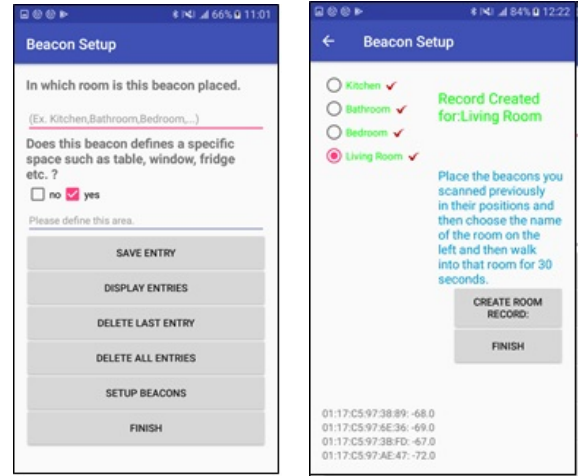 66% 11:01
Beacon Setup
In which room is this beacon placed.
(Ex. Kitchen,Bathroom,Bedroom,...)
Does this beacon defines a specific
space such as table, window, fridge
etc. ?
no yes
Please define this area.
SAVE ENTRY
DISPLAY ENTRIES
DELETE LAST ENTRY
DELETE ALL ENTRIES
SETUP BEACONS
FINISH
84% 12:22
Beacon Setup
Kitchen
Bathroom
Bedroom
Living Room
Record Created
for:Living Room
Place the beacons you
scanned previously
in their positions and
then choose the name
of the room on the
left and then walk
into that room for 30
seconds.
CREATE ROOM
RECORD:
FINISH
01:17:C5:97:38:89: -68.0
01:17:C5:97:6E:36: -69.0
01:17:C5:97:3B:FD: -67.0
01:17:C5:97:AE:47: -72.0